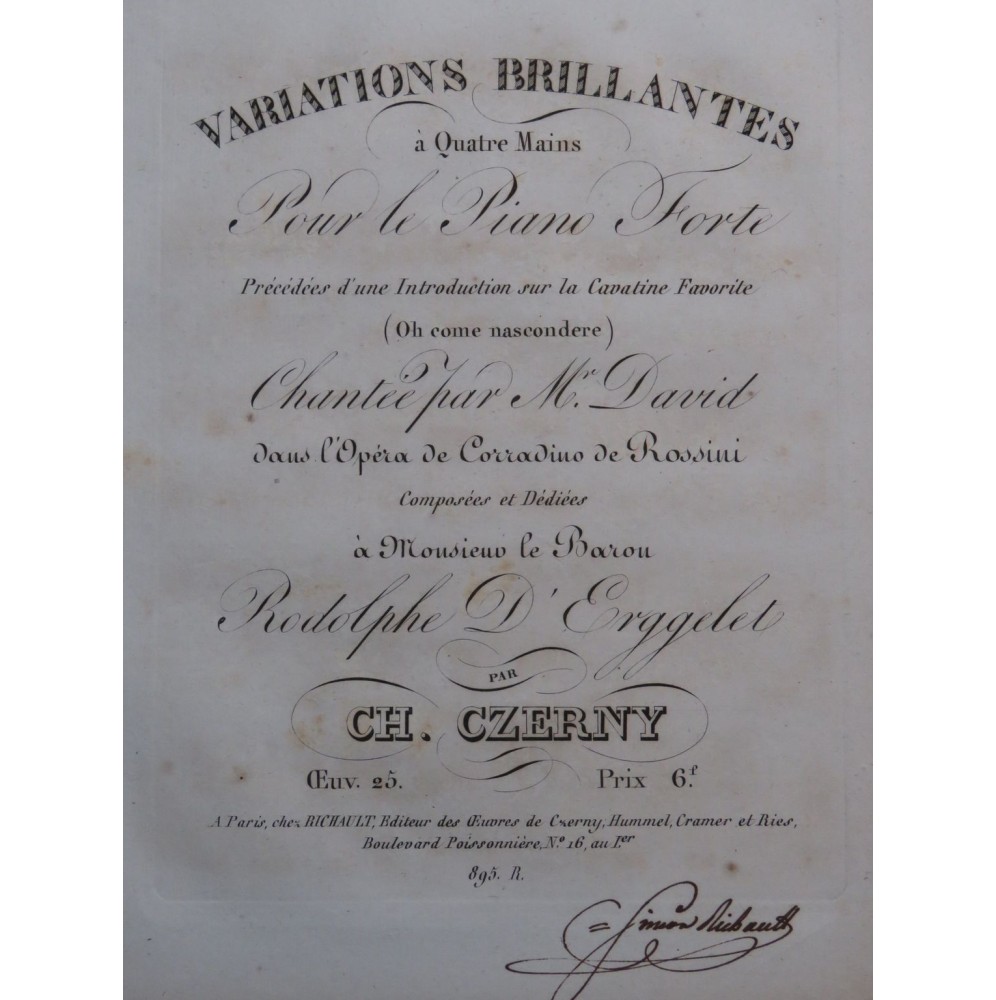 VARIATIONS BRILLANTES
à Quatre Mains
Pour le Piano Forte
Précédées d'une Introduction sur la Cavatine Favorite
(Oh come nascondere)
Chantée par Mr. David
dans l'Opéra de Corradino de Rossini
Composées et Dédiées
à Monsieur le Baron
Rodolphe D'Erggelet
PAR
CH. CZERNY
Œuv. 25. Prix 6f.
A Paris, chez RICHAULT, Editeur des Œuvres de Czerny, Hummel, Cramer et Ries,
Boulevard Poissonnière, No. 16, au Ier
895. R.
Simon Richault